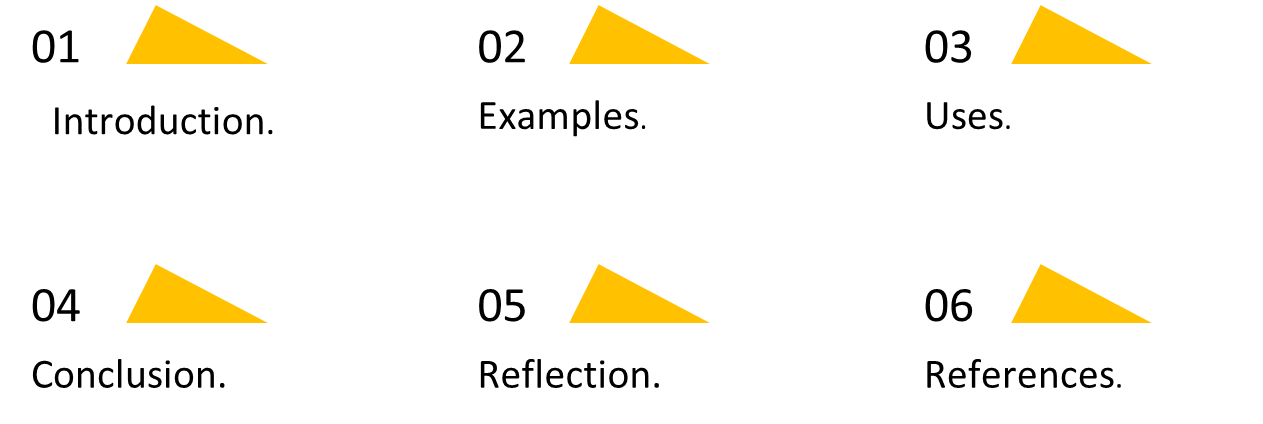 01
Introduction.
02
Examples.
03
Uses.
04
Conclusion.
05
Reflection.
06
References.